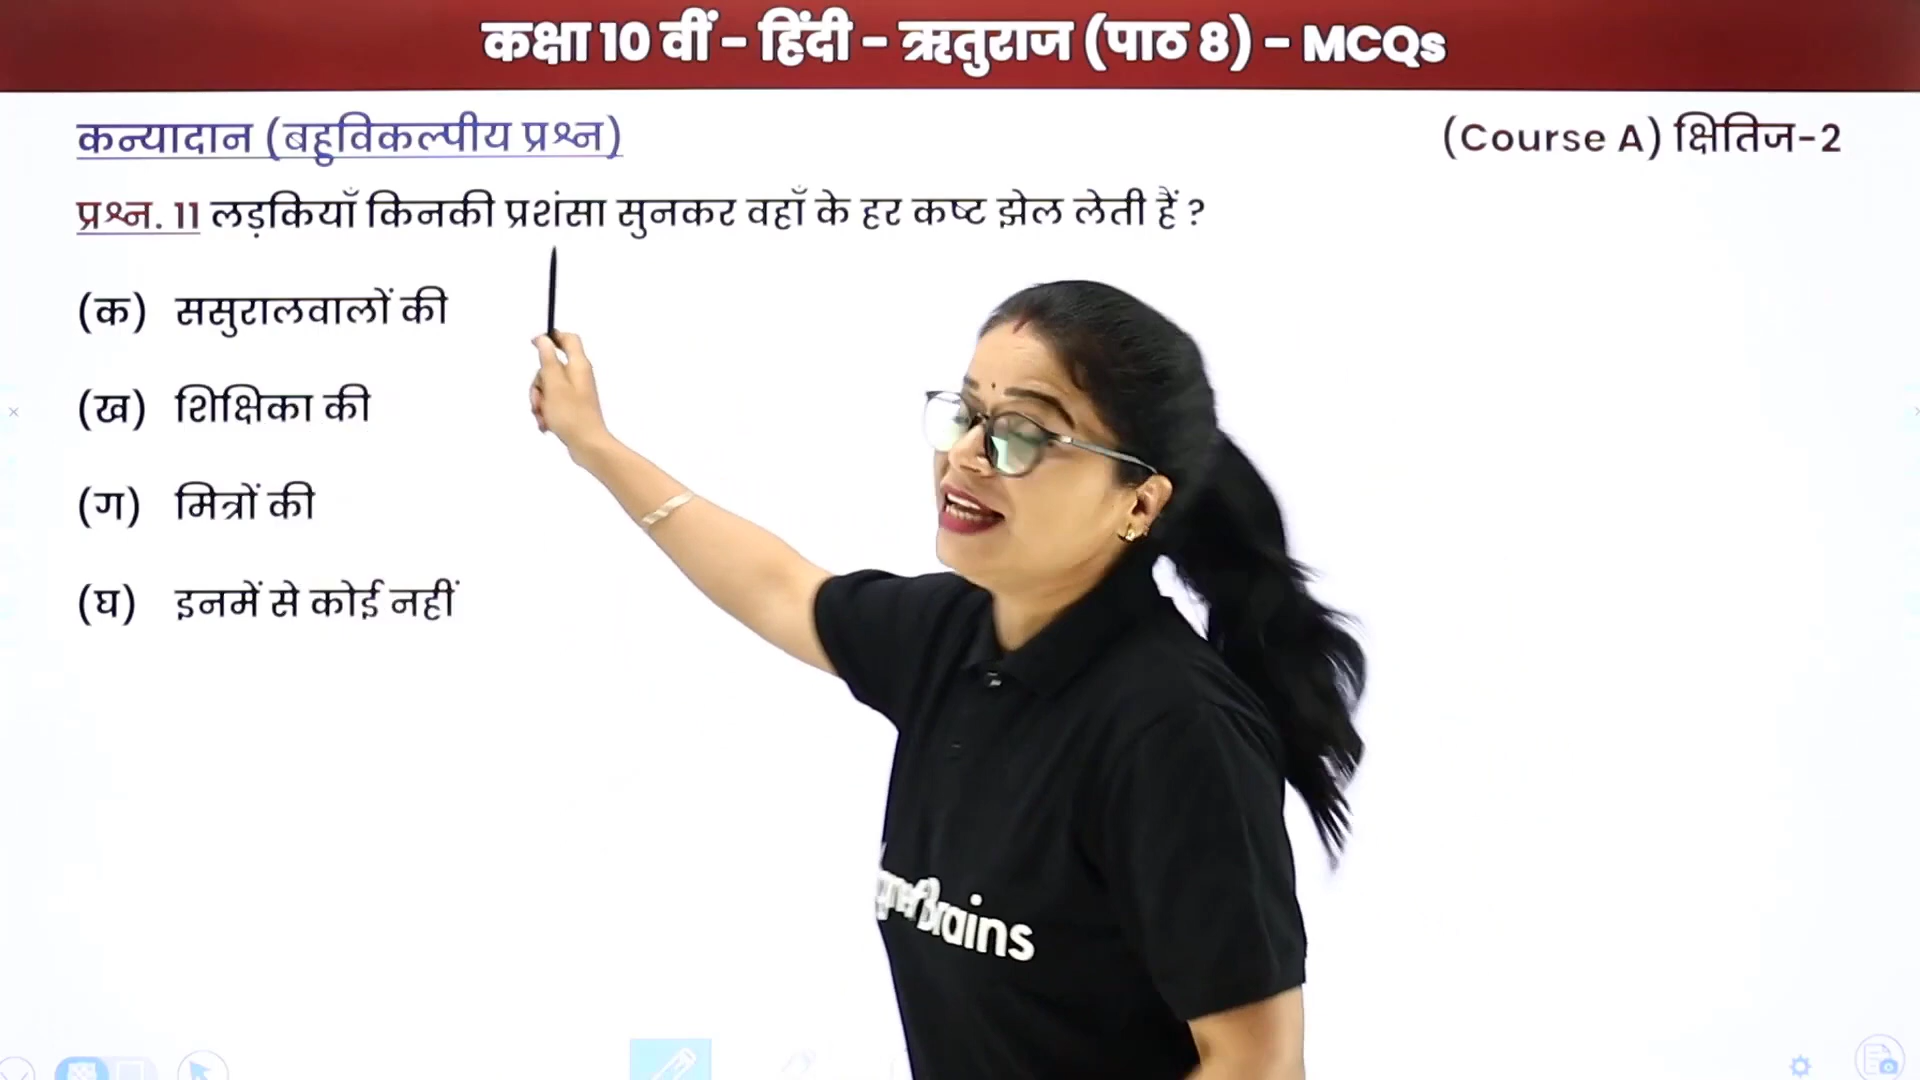 कक्षा 10 वीं - हिंदी - ऋतुराज (पाठ 8) - MCQs
कन्यादान (बहुविकल्पीय प्रश्न)
(Course A) क्षितिज-2
प्रश्न. 11 लड़कियाँ किनकी प्रशंसा सुनकर वहाँ के हर कष्ट झेल लेती हैं ?
(क) ससुरालवालों की
(ख) शिक्षिका की
(ग) मित्रों की
(घ) इनमें से कोई नहीं
Brains